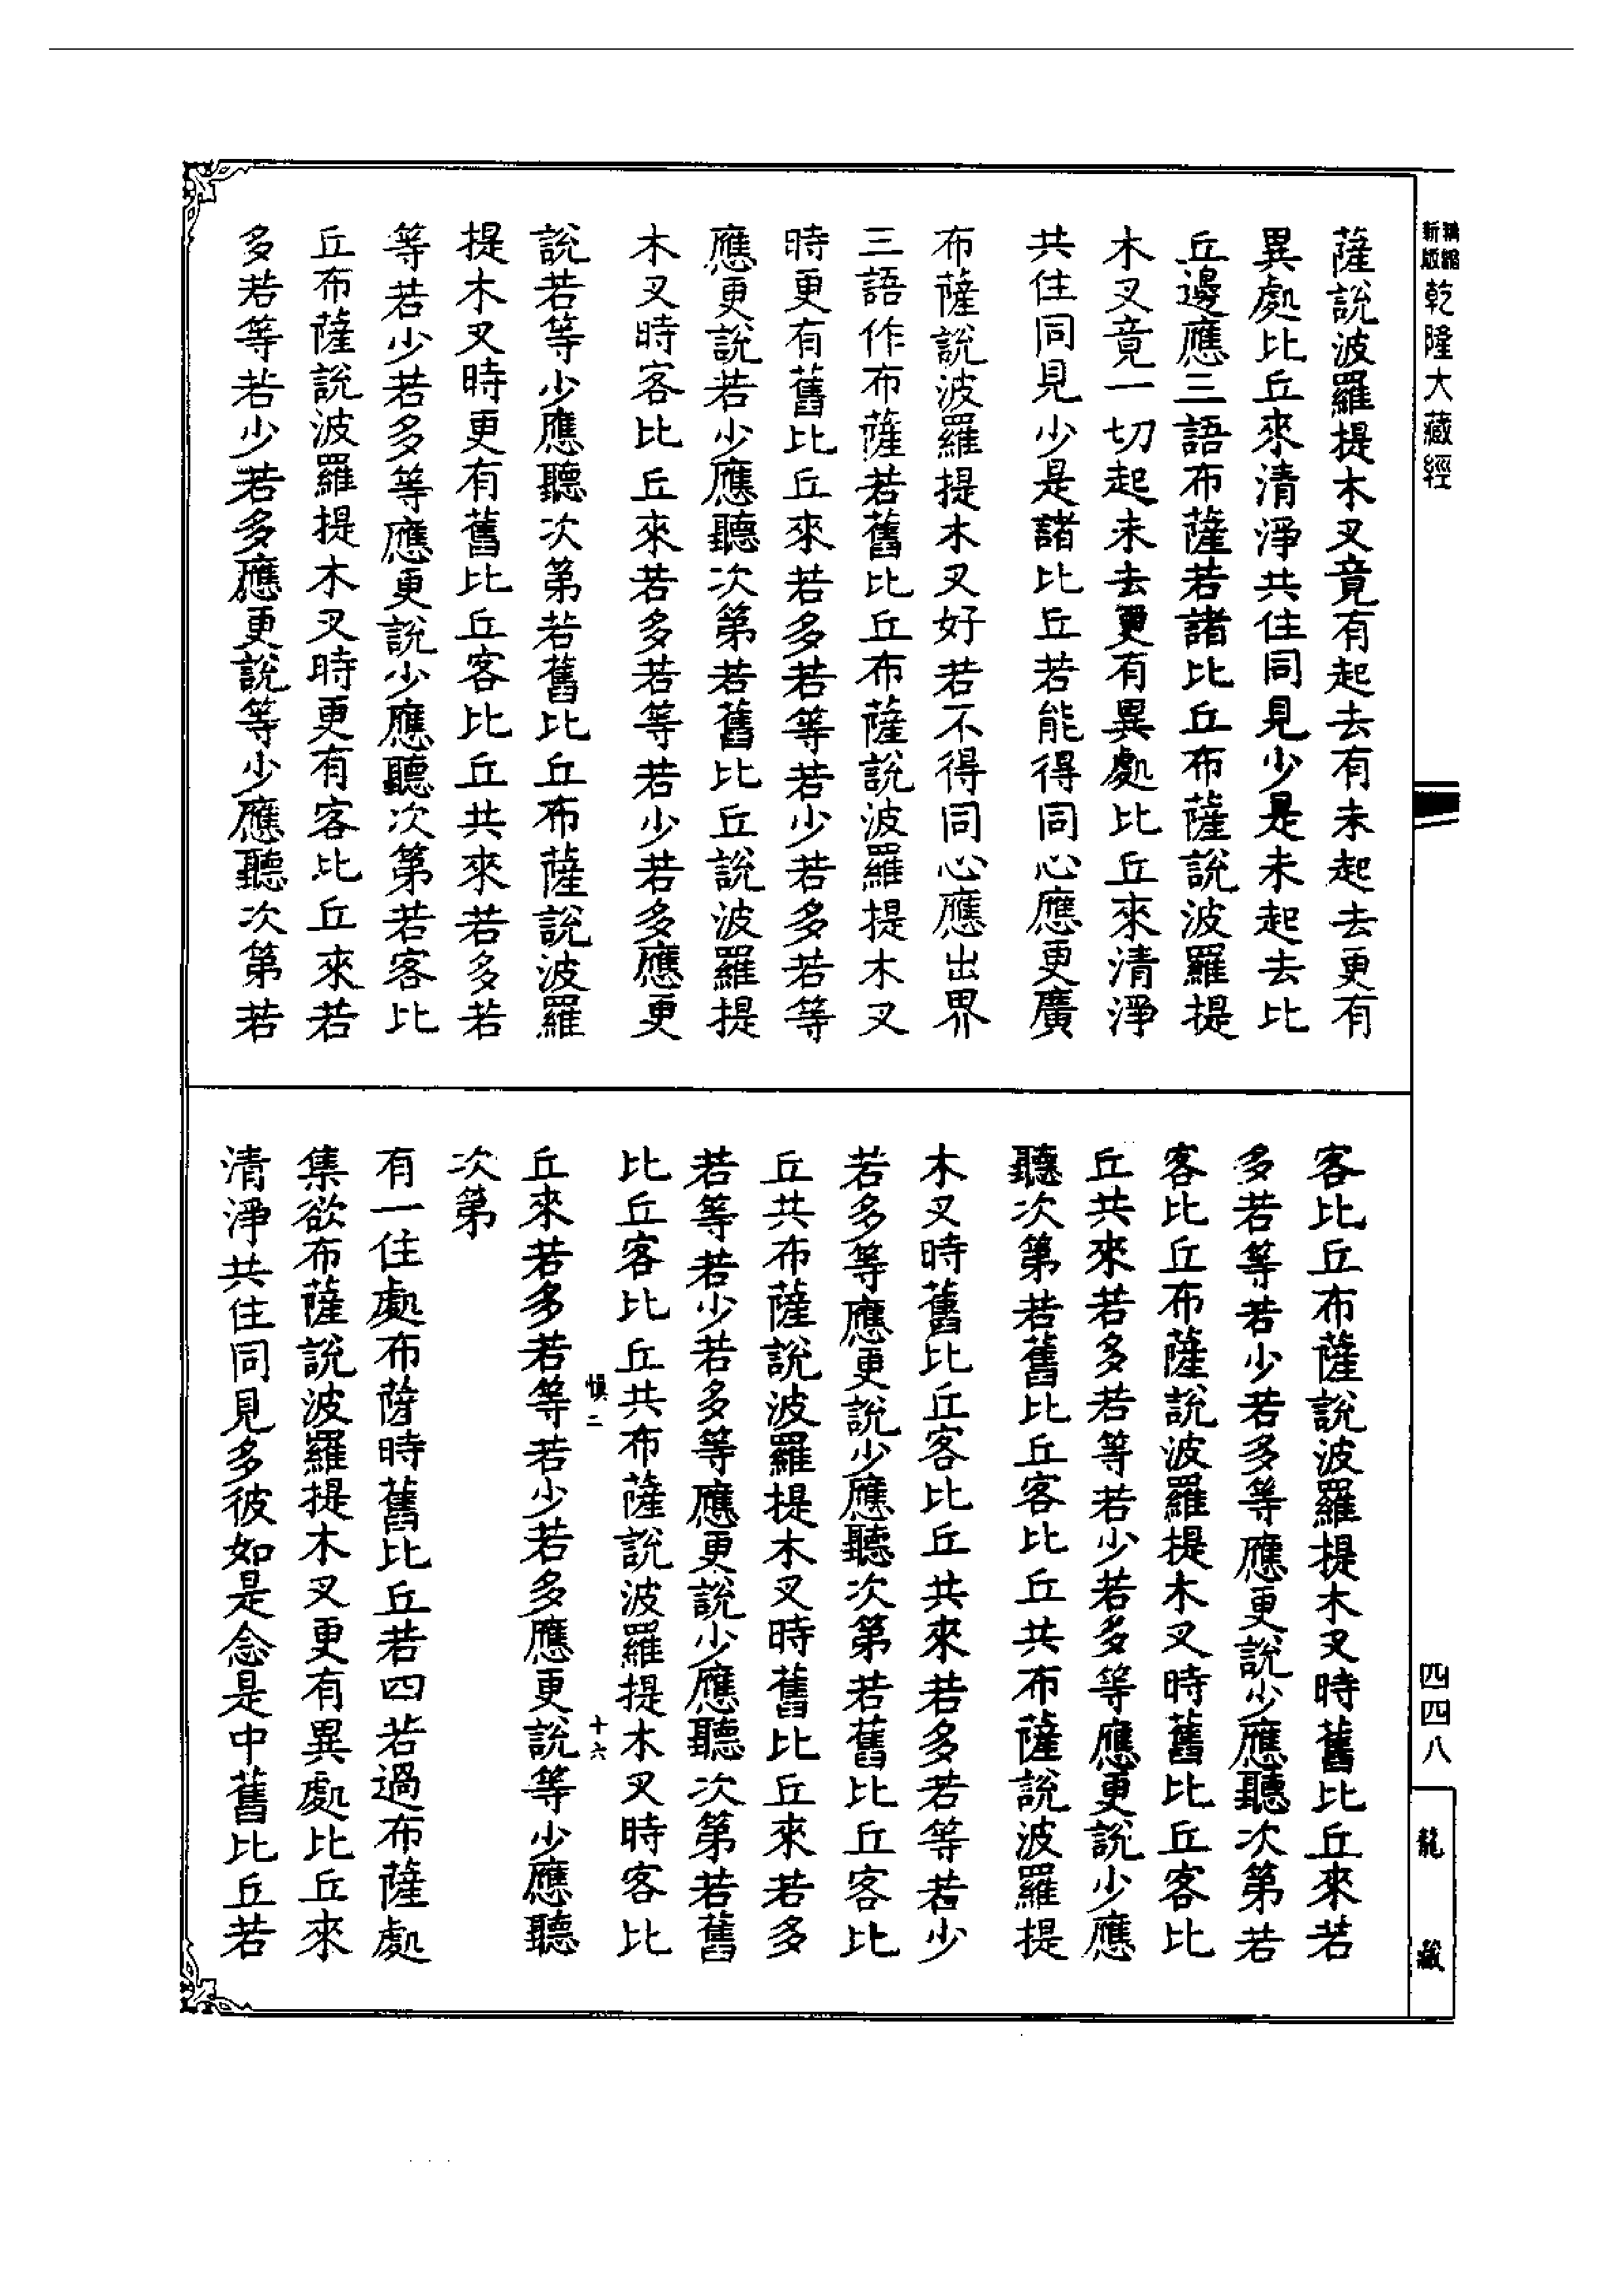 新版
乾隆大藏經
薩說波羅提木叉竟有起去有未起去更有
異處比丘來清淨共住同見少是未起去比
丘邊應三語布薩若諸比丘布薩說波羅提
木叉竟一切起未去更有異處比丘來清淨
共住同見少是諸比丘若能得同心應更廣
布薩說波羅提木叉好若不得同心應出界
三語作布薩若舊比丘布薩說波羅提木叉
時更有舊比丘來若多若等若少若多若等
應更說若少應聽次第若舊比丘說波羅提
木叉時客比丘來若多若等若少若多應更
說若等少應聽次第若舊比丘布薩說波羅
提木叉時更有舊比丘客比丘共來若多若
等若少若多等應更說少應聽次第若客比
丘布薩說波羅提木叉時更有客比丘來若
多若等若少若多應更說等少應聽次第若
客比丘布薩說波羅提木叉時舊比丘來若
多若等若少若多等應更說少應聽次第若
客比丘布薩說波羅提木叉時舊比丘客比
丘共來若多若等若少若多等應更說少應
聽次第若舊比丘客比丘共布薩說波羅提
木叉時舊比丘客比丘共來若多若等若少
若多等應更說少應聽次第若舊比丘客比
丘共布薩說波羅提木叉時舊比丘來若多
若等若少若多等應更說少應聽次第若舊
比丘客比丘共布薩說波羅提木叉時客比
慎二 十六
丘來若多若等若少若多應更說等少應聽
次第
有一住處布薩時舊比丘若四若過布薩處
集欲布薩說波羅提木叉更有異處比丘來
清淨共住同見多彼如是念是中舊比丘若
四四八
龍藏